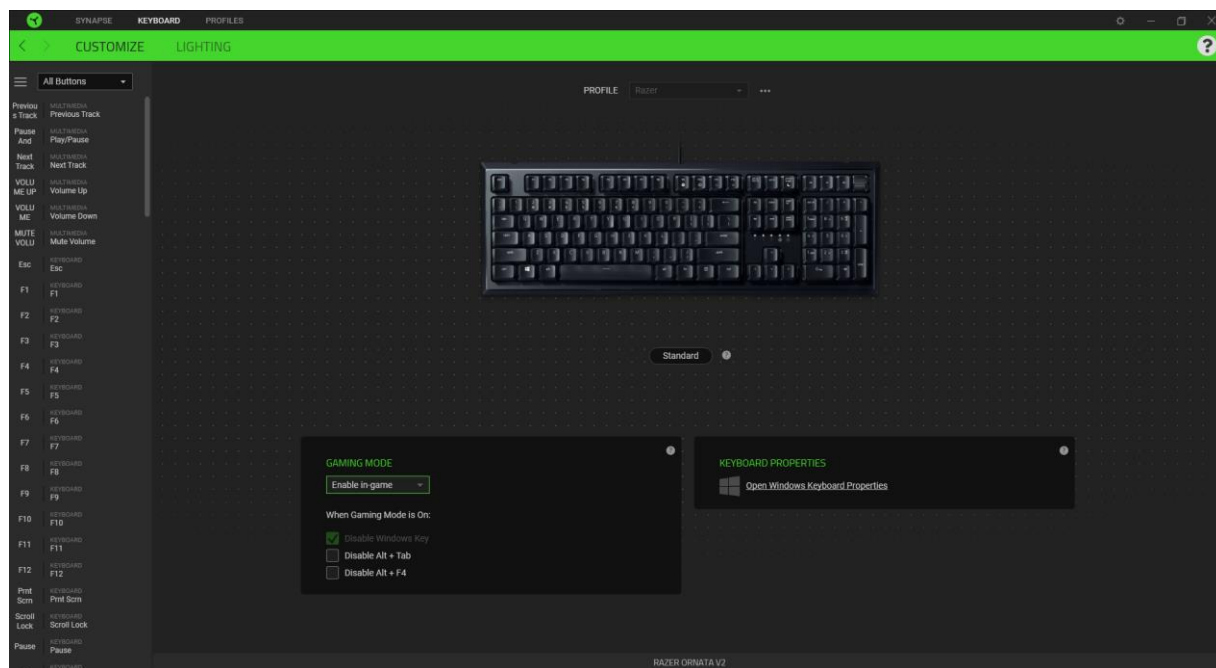 SYNAPSE KEYBOARD PROFILES
CUSTOMIZE LIGHTING
?
All Buttons
PROFILE Razer
Previou
s Track
MULTIMEDIA
Previous Track
Pause
And
MULTIMEDIA
Play/Pause
Next
Track
MULTIMEDIA
Next Track
VOLU
ME UP
MULTIMEDIA
Volume Up
VOLU
ME
MULTIMEDIA
Volume Down
MUTE
VOLU
MULTIMEDIA
Mute Volume
Esc
KEYBOARD
Esc
F1
KEYBOARD
F1
F2
KEYBOARD
F2
F3
KEYBOARD
F3
F4
KEYBOARD
F4
F5
KEYBOARD
F5
F6
KEYBOARD
F6
F7
KEYBOARD
F7
F8
KEYBOARD
F8
F9
KEYBOARD
F9
F10
KEYBOARD
F10
F11
KEYBOARD
F11
F12
KEYBOARD
F12
Prnt
Scrn
KEYBOARD
Prnt Scrn
Scroll
Lock
KEYBOARD
Scroll Lock
Pause
KEYBOARD
Pause
KEYBOARD
Standard ?
GAMING MODE ?
Enable in-game
When Gaming Mode is On:
Disable Windows Key
Disable Alt + Tab
Disable Alt + F4
KEYBOARD PROPERTIES ?
Open Windows Keyboard Properties
RAZER ORNATA V2